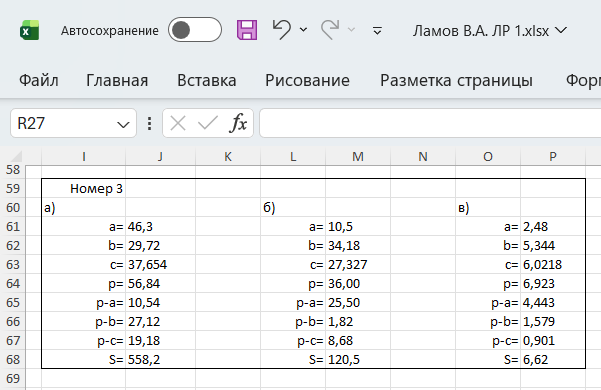 Автосохранение Ламов В.А. ЛР 1.xlsx
Файл Главная Вставка Рисование Разметка страницы Фор
R27 fx
I J K L M N O P
58
59 Номер 3
60 а) б) в)
61 a= 46,3 a= 10,5 a= 2,48
62 b= 29,72 b= 34,18 b= 5,344
63 c= 37,654 c= 27,327 c= 6,0218
64 p= 56,84 p= 36,00 p= 6,923
65 p-a= 10,54 p-a= 25,50 p-a= 4,443
66 p-b= 27,12 p-b= 1,82 p-b= 1,579
67 p-c= 19,18 p-c= 8,68 p-c= 0,901
68 S= 558,2 S= 120,5 S= 6,62
69